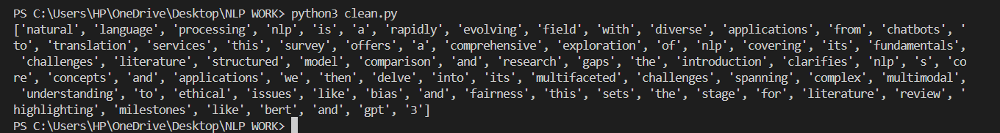 PS C:\Users\HP\OneDrive\Desktop\NLP WORK> python3 clean.py
['natural', 'language', 'processing', 'nlp', 'is', 'a', 'rapidly', 'evolving', 'field', 'with', 'diverse', 'applications', 'from', 'chatbots', '
to', 'translation', 'services', 'this', 'survey', 'offers', 'a', 'comprehensive', 'exploration', 'of', 'nlp', 'covering', 'its', 'fundamentals',
 'challenges', 'literature', 'structured', 'model', 'comparison', 'and', 'research', 'gaps', 'the', 'introduction', 'clarifies', 'nlp', 's', 'co
re', 'concepts', 'and', 'applications', 'we', 'then', 'delve', 'into', 'its', 'multifaceted', 'challenges', 'spanning', 'complex', 'multimodal',
 'understanding', 'to', 'ethical', 'issues', 'like', 'bias', 'and', 'fairness', 'this', 'sets', 'the', 'stage', 'for', 'literature', 'review', '
highlighting', 'milestones', 'like', 'bert', 'and', 'gpt', '3']
PS C:\Users\HP\OneDrive\Desktop\NLP WORK>